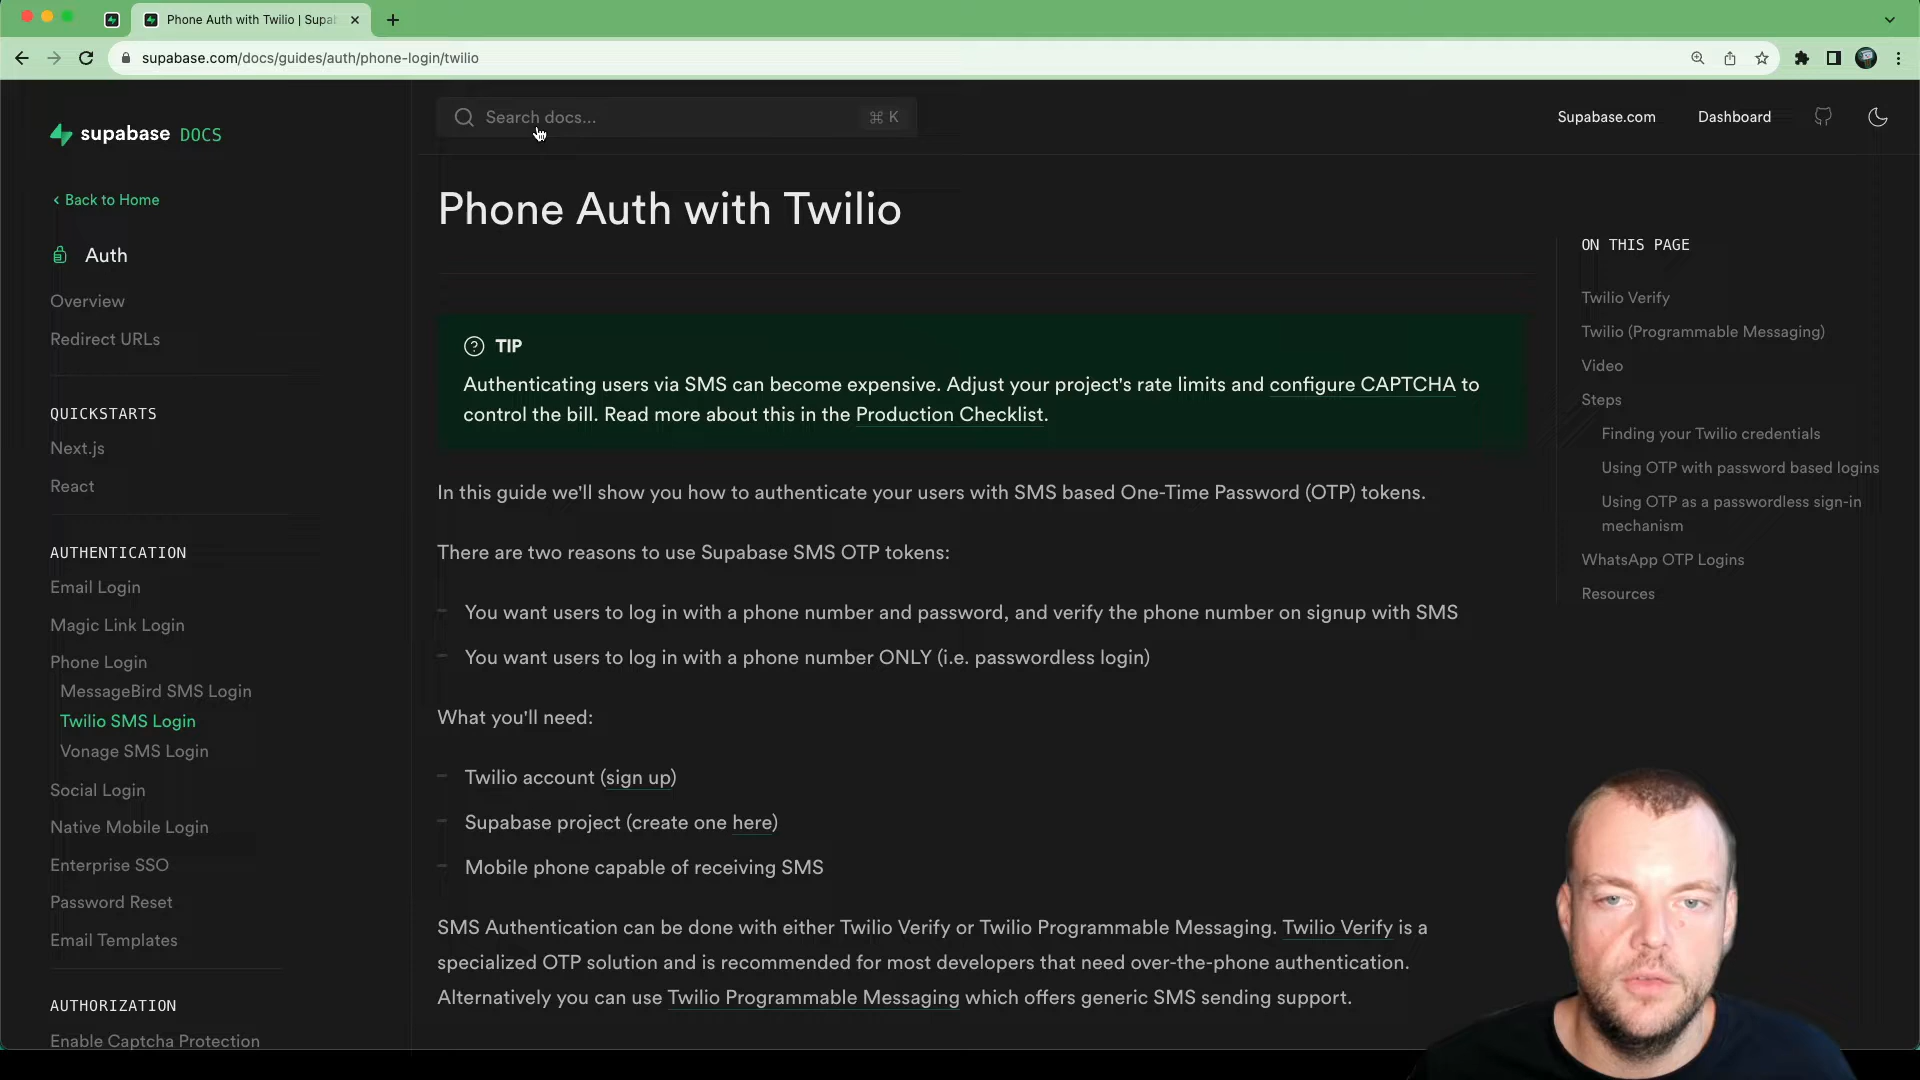 Phone Auth with Twilio | Supab
supabase.com/docs/guides/auth/phone-login/twilio
supabase DOCS
Search docs...
⌘ K
Supabase.com
Dashboard
‹ Back to Home
Auth
Overview
Redirect URLs
QUICKSTARTS
Next.js
React
AUTHENTICATION
Email Login
Magic Link Login
Phone Login
MessageBird SMS Login
Twilio SMS Login
Vonage SMS Login
Social Login
Native Mobile Login
Enterprise SSO
Password Reset
Email Templates
AUTHORIZATION
Enable Captcha Protection
Phone Auth with Twilio
TIP
Authenticating users via SMS can become expensive. Adjust your project's rate limits and configure CAPTCHA to
control the bill. Read more about this in the Production Checklist.
In this guide we'll show you how to authenticate your users with SMS based One-Time Password (OTP) tokens.
There are two reasons to use Supabase SMS OTP tokens:
You want users to log in with a phone number and password, and verify the phone number on signup with SMS
You want users to log in with a phone number ONLY (i.e. passwordless login)
What you'll need:
Twilio account (sign up)
Supabase project (create one here)
Mobile phone capable of receiving SMS
SMS Authentication can be done with either Twilio Verify or Twilio Programmable Messaging. Twilio Verify is a
specialized OTP solution and is recommended for most developers that need over-the-phone authentication.
Alternatively you can use Twilio Programmable Messaging which offers generic SMS sending support.
ON THIS PAGE
Twilio Verify
Twilio (Programmable Messaging)
Video
Steps
Finding your Twilio credentials
Using OTP with password based logins
Using OTP as a passwordless sign-in
mechanism
WhatsApp OTP Logins
Resources